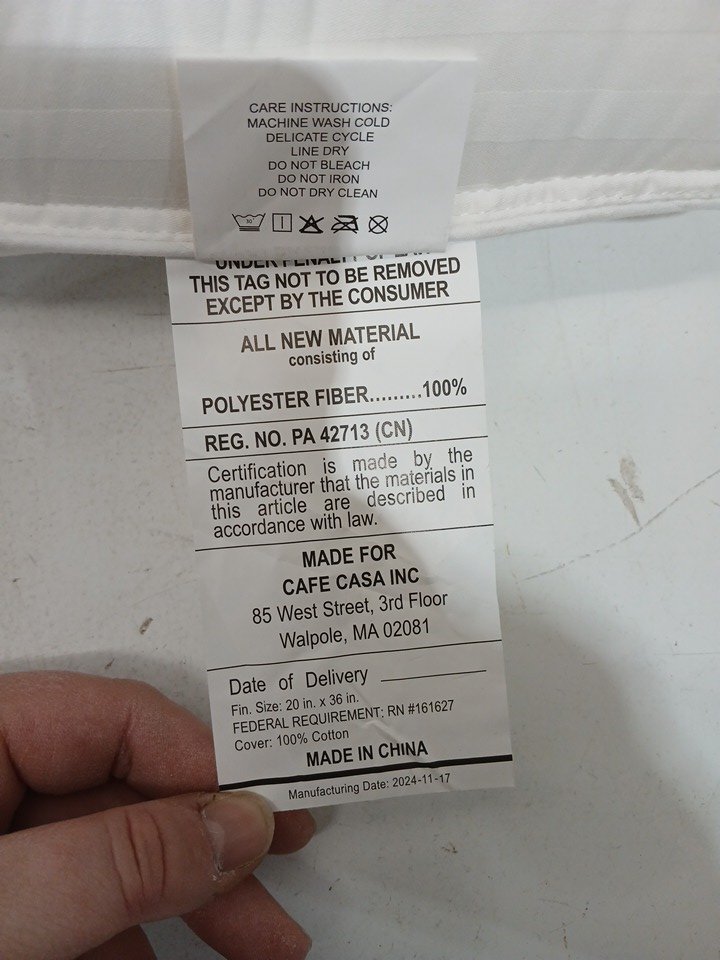 CARE INSTRUCTIONS:
MACHINE WASH COLD
DELICATE CYCLE
LINE DRY
DO NOT BLEACH
DO NOT IRON
DO NOT DRY CLEAN
30
UNDER PENALTY OF LAW
THIS TAG NOT TO BE REMOVED
EXCEPT BY THE CONSUMER
ALL NEW MATERIAL
consisting of
POLYESTER FIBER.........100%
REG. NO. PA 42713 (CN)
Certification is made by the
manufacturer that the materials in
this article are described in
accordance with law.
MADE FOR
CAFE CASA INC
85 West Street, 3rd Floor
Walpole, MA 02081
Date of Delivery
Fin. Size: 20 in. x 36 in.
FEDERAL REQUIREMENT: RN #161627
Cover: 100% Cotton
MADE IN CHINA
Manufacturing Date: 2024-11-17